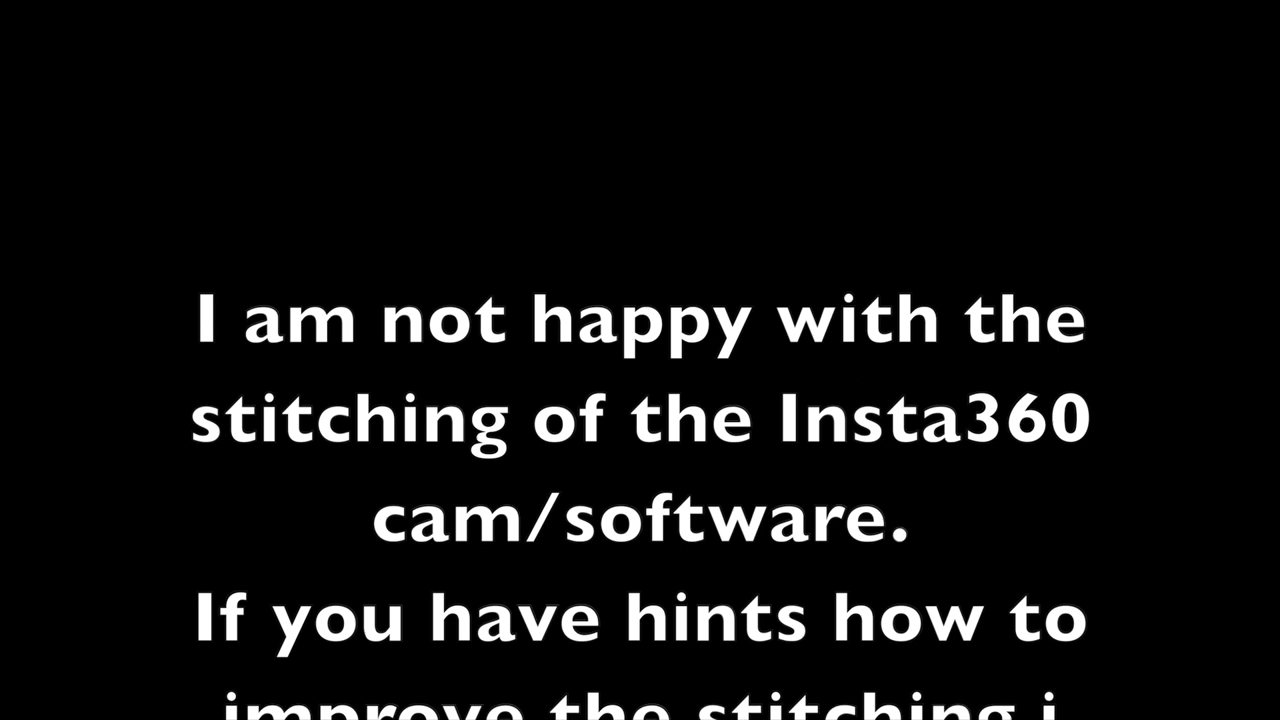 I am not happy with the
stitching of the Insta360
cam/software.
If you have hints how to
improve the stitching i